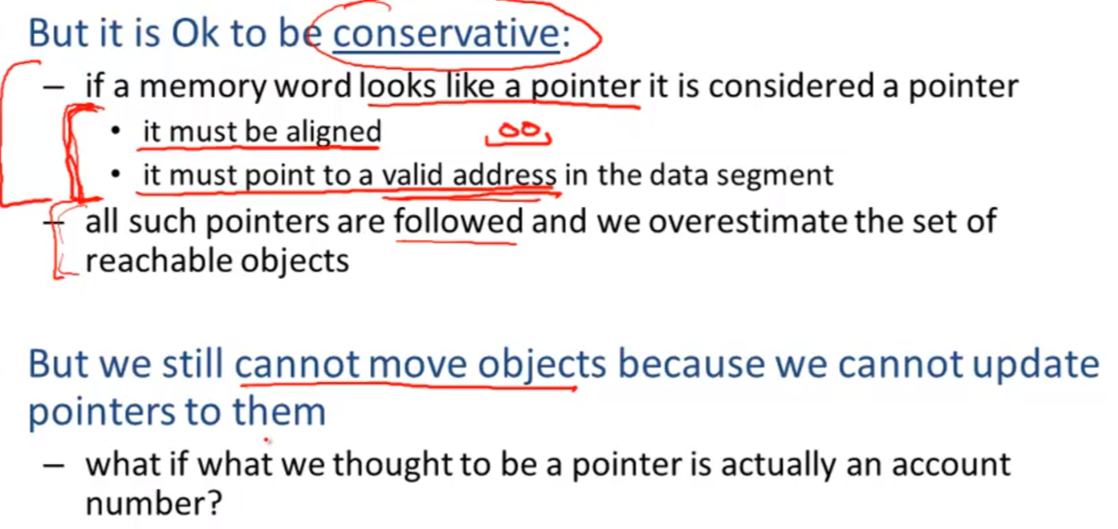 But it is Ok to be conservative:
– if a memory word looks like a pointer it is considered a pointer
• it must be aligned 00
• it must point to a valid address in the data segment
– all such pointers are followed and we overestimate the set of
reachable objects
But we still cannot move objects because we cannot update
pointers to them
– what if what we thought to be a pointer is actually an account
number?